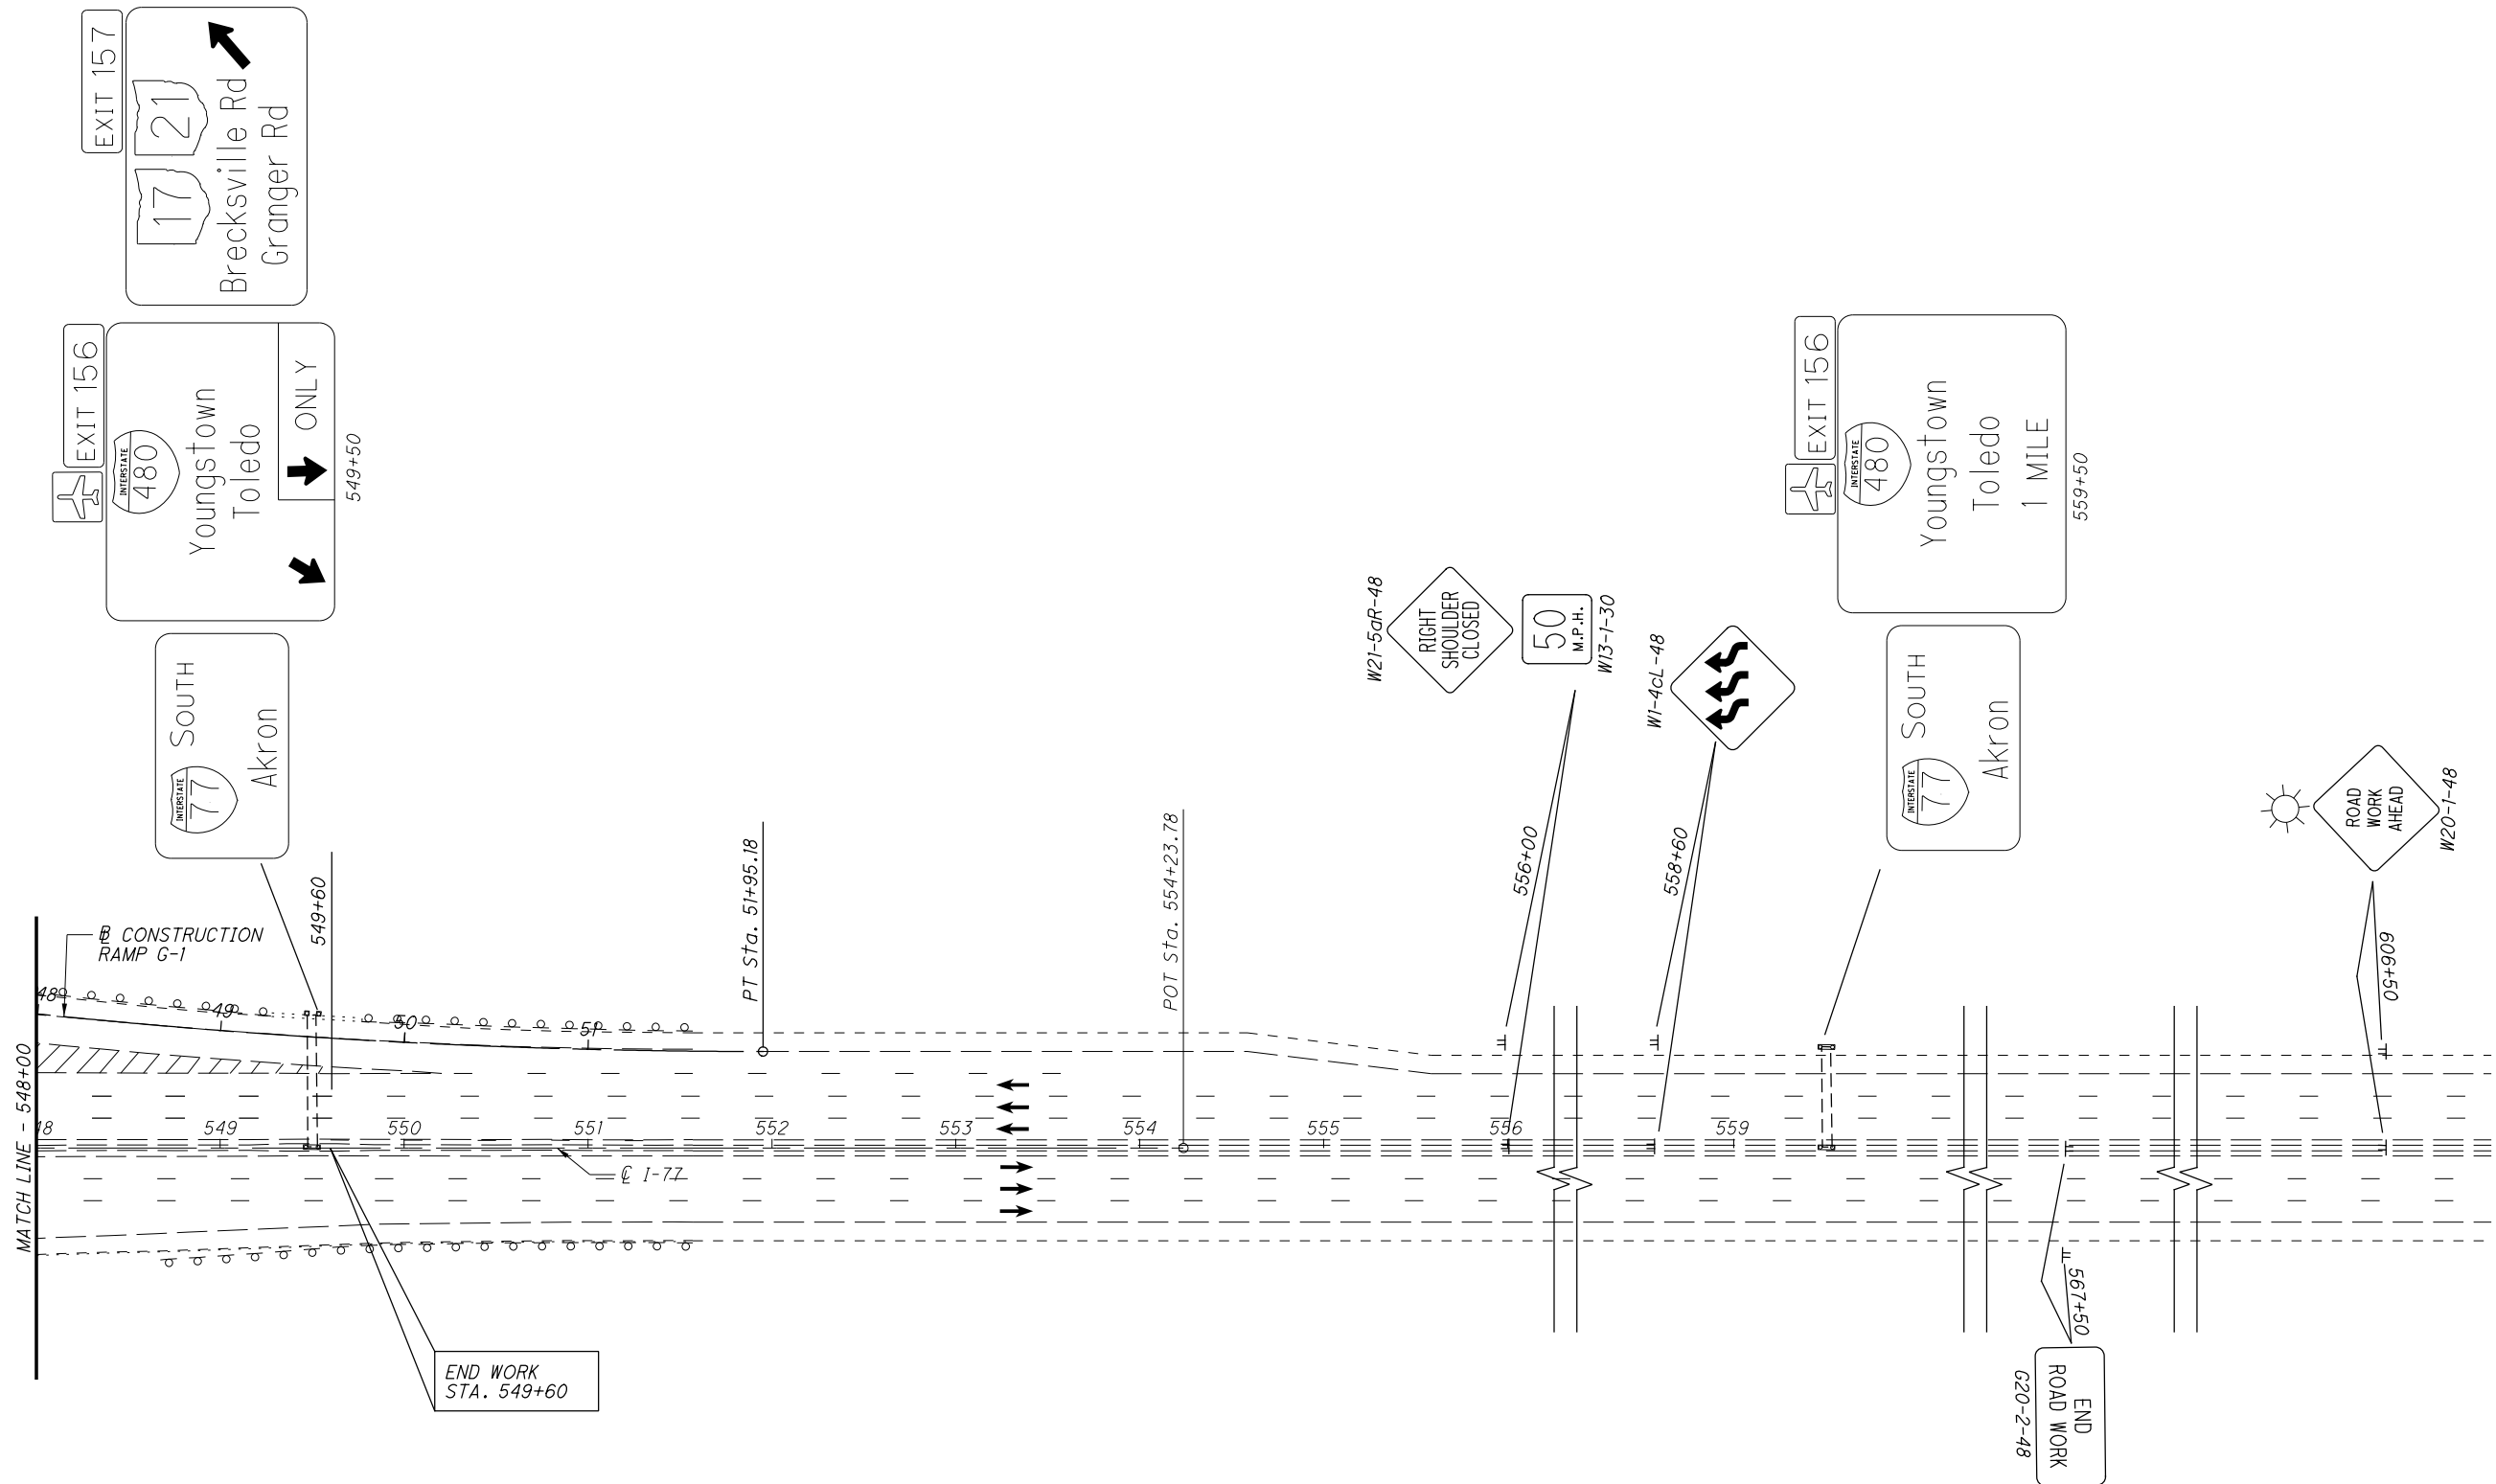 EXIT 157
17 21
Brecksville Rd
Granger Rd
EXIT 156
INTERSTATE
480
Youngstown
Toledo
ONLY
549+50
INTERSTATE
77 SOUTH
Akron
549+60
BL CONSTRUCTION
RAMP G-1
PT Sta. 51+95.18
POT Sta. 554+23.78
W21-5aR-48
RIGHT
SHOULDER
CLOSED
50
M.P.H.
W13-1-30
556+00
W1-4cL-48
558+60
EXIT 156
INTERSTATE
480
Youngstown
Toledo
1 MILE
559+50
INTERSTATE
77 SOUTH
Akron
ROAD
WORK
AHEAD
W20-1-48
606+50
48 49 50 51
MATCH LINE - 548+00
48 549 550 551 552 553 554 555 556 559
CL I-77
END WORK
STA. 549+60
567+50
END
ROAD WORK
G20-2-48